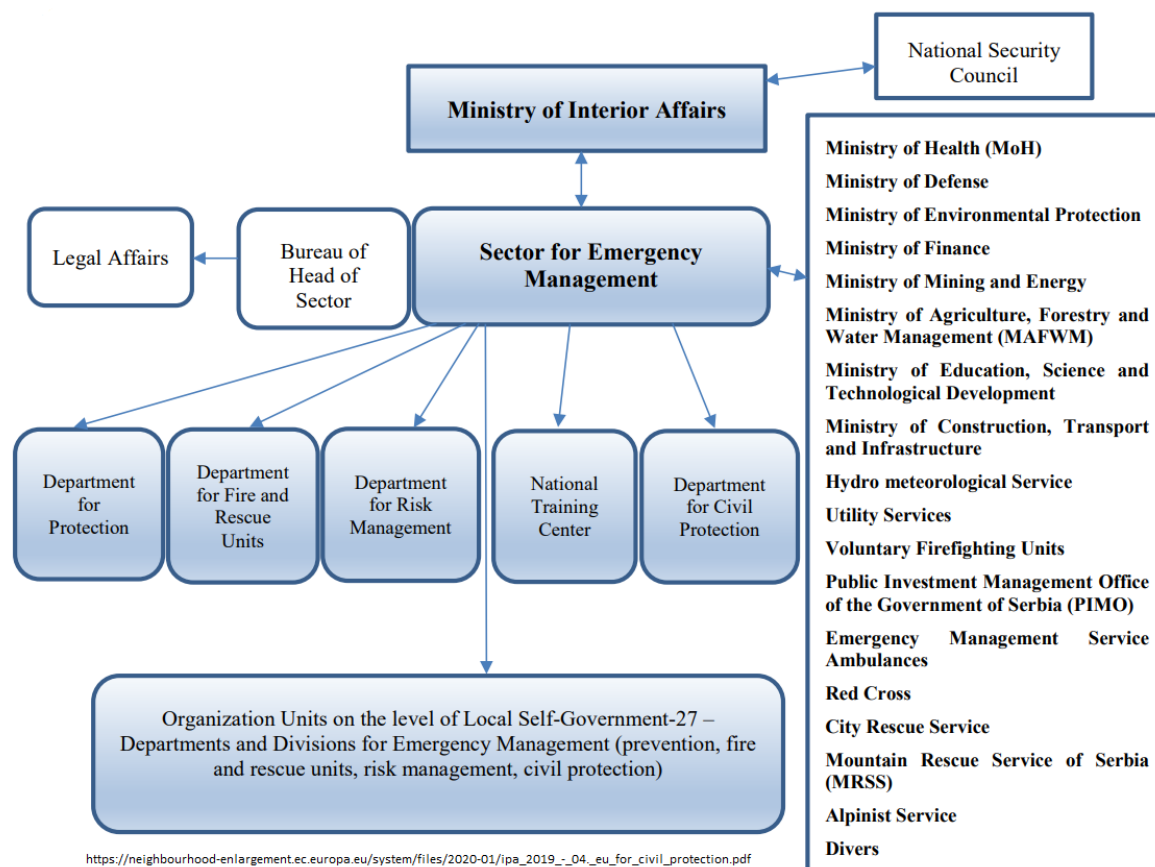 National Security
Council
Ministry of Interior Affairs
Legal Affairs
Bureau of
Head of
Sector
Sector for Emergency
Management
Department
for
Protection
Department
for Fire and
Rescue
Units
Department
for Risk
Management
National
Training
Center
Department
for Civil
Protection
Organization Units on the level of Local Self-Government-27 –
Departments and Divisions for Emergency Management (prevention, fire
and rescue units, risk management, civil protection)
Ministry of Health (MoH)
Ministry of Defense
Ministry of Environmental Protection
Ministry of Finance
Ministry of Mining and Energy
Ministry of Agriculture, Forestry and
Water Management (MAFWM)
Ministry of Education, Science and
Technological Development
Ministry of Construction, Transport
and Infrastructure
Hydro meteorological Service
Utility Services
Voluntary Firefighting Units
Public Investment Management Office
of the Government of Serbia (PIMO)
Emergency Management Service
Ambulances
Red Cross
City Rescue Service
Mountain Rescue Service of Serbia
(MRSS)
Alpinist Service
Divers
https://neighbourhood-enlargement.ec.europa.eu/system/files/2020-01/ipa_2019_-_04._eu_for_civil_protection.pdf